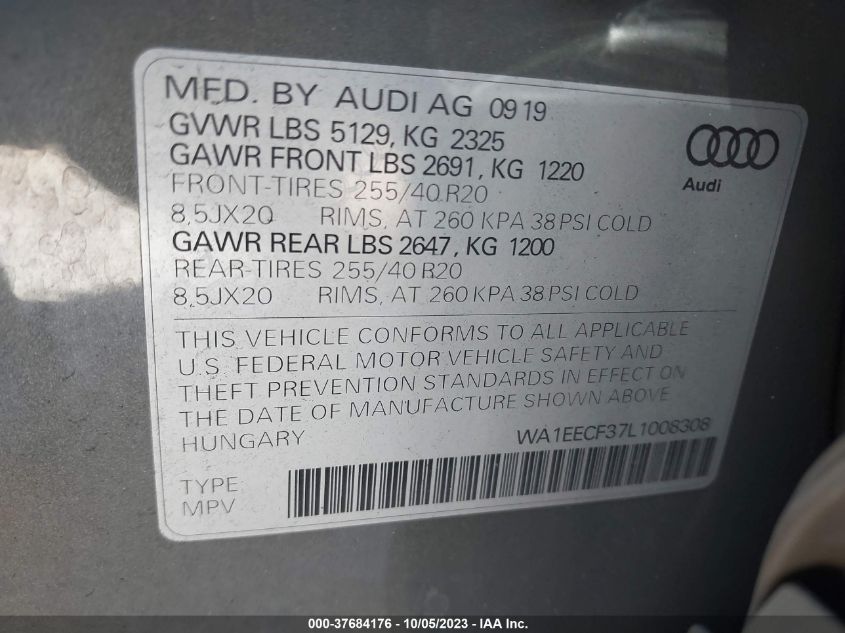 MFD. BY AUDI AG 09 19
GVWR LBS 5129, KG 2325
GAWR FRONT LBS 2691, KG 1220
FRONT-TIRES 255/40 R20
8,5JX20 RIMS, AT 260 KPA 38 PSI COLD
GAWR REAR LBS 2647, KG 1200
REAR-TIRES 255/40 R20
8,5JX20 RIMS, AT 260 KPA 38 PSI COLD
Audi
THIS VEHICLE CONFORMS TO ALL APPLICABLE
U.S. FEDERAL MOTOR VEHICLE SAFETY AND
THEFT PREVENTION STANDARDS IN EFFECT ON
THE DATE OF MANUFACTURE SHOWN ABOVE.
HUNGARY WA1EECF37L1008308
TYPE
MPV
000-37684176 - 10/05/2023 - IAA Inc.